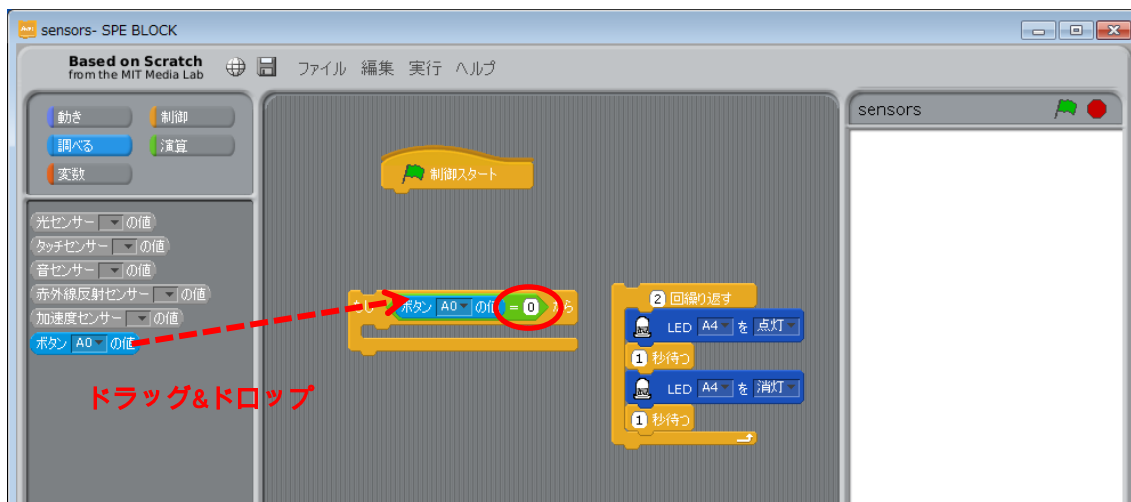 sensors- SPE BLOCK
Based on Scratch
from the MIT Media Lab
ファイル 編集 実行 ヘルプ
動き 制御
調べる 演算
変数
光センサー の値
タッチセンサー の値
音センサー の値
赤外線反射センサー の値
加速度センサー の値
ボタン A0 の値
ドラッグ&ドロップ
制御スタート
もし ボタン A0 の値 = 0 なら
2 回繰り返す
LED A4 を 点灯
1 秒待つ
LED A4 を 消灯
1 秒待つ
sensors